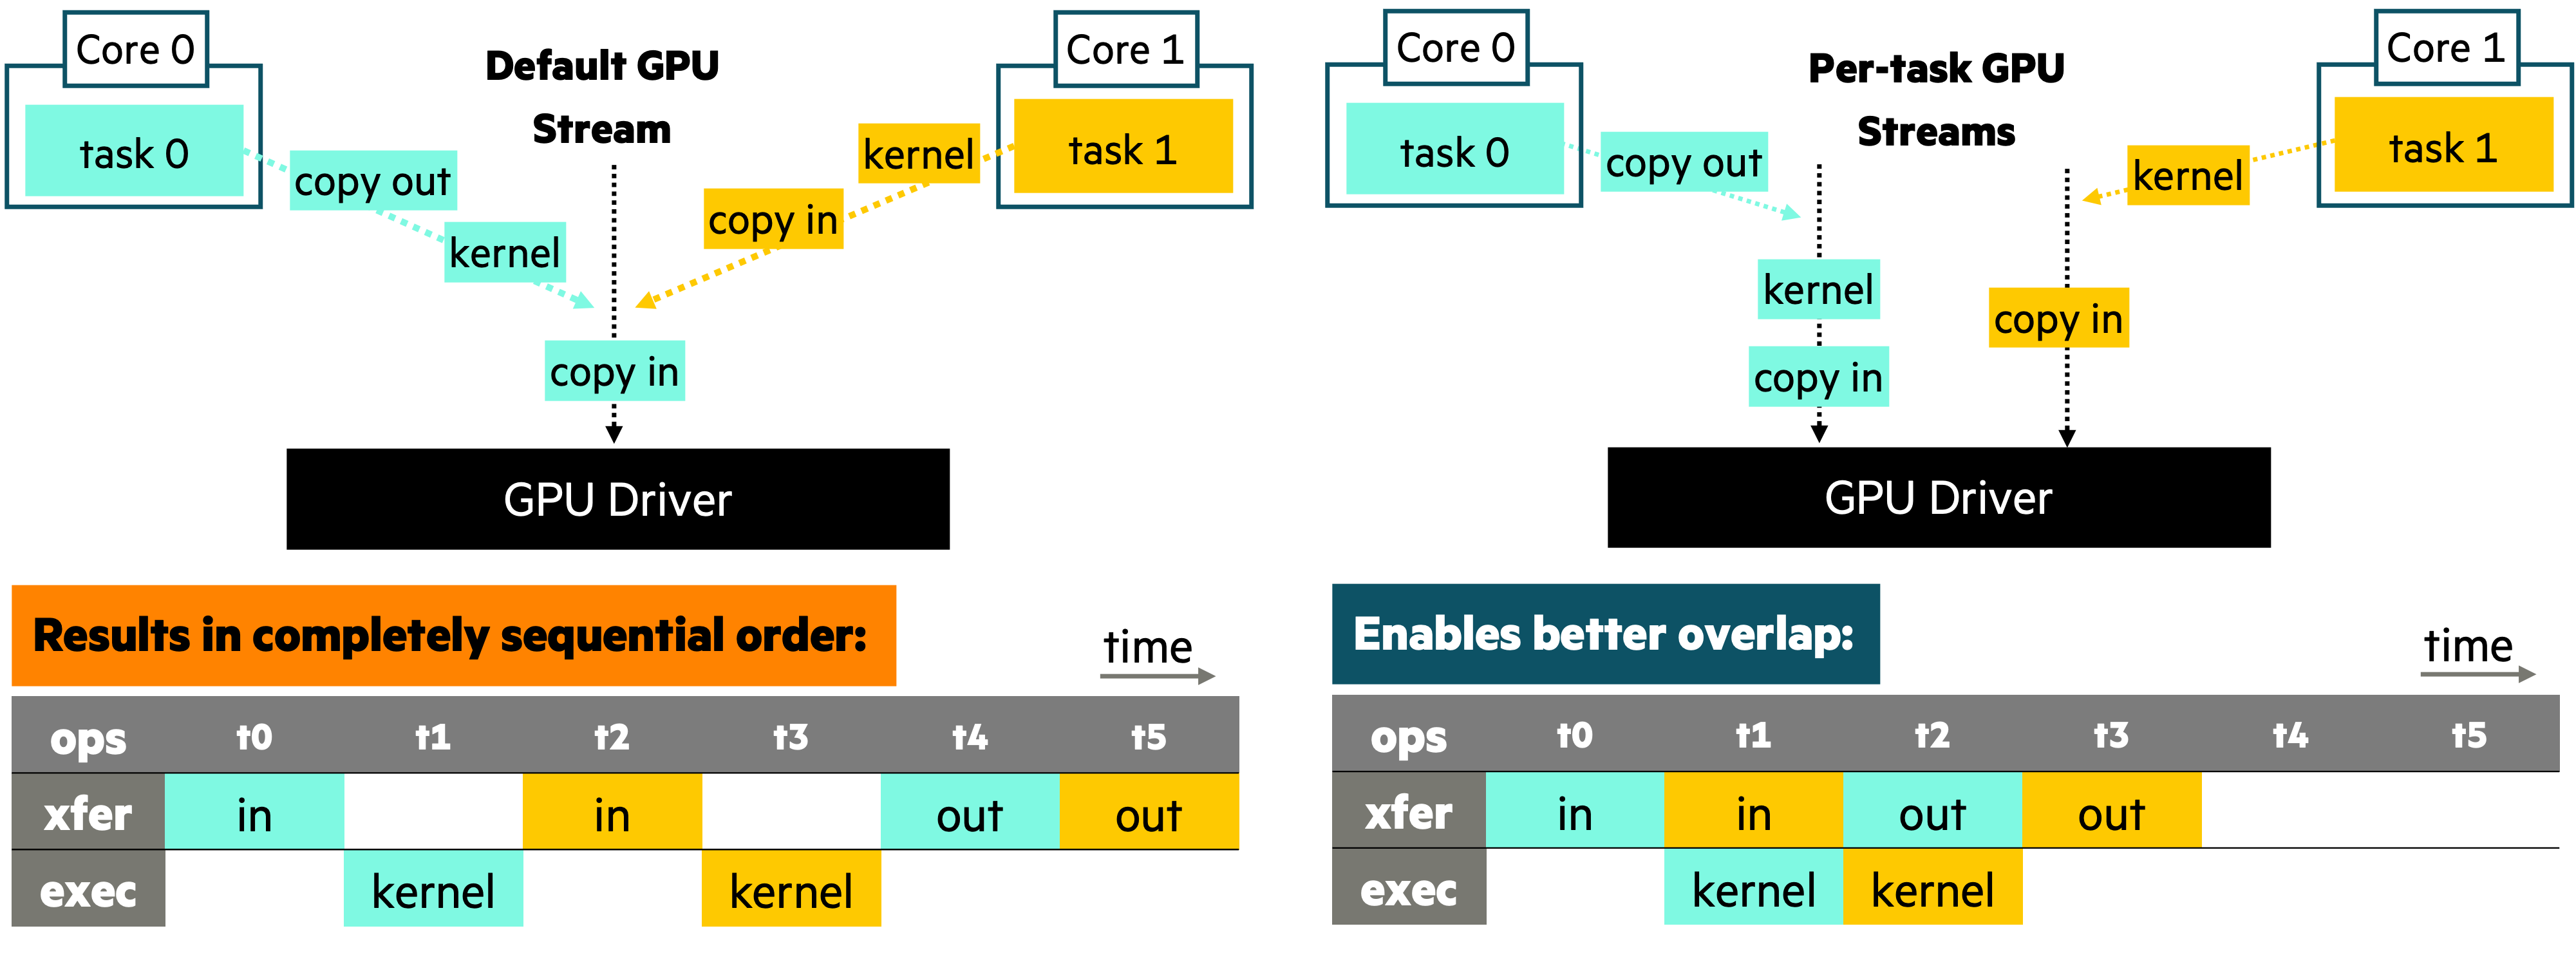 Core 0
task 0
Default GPU
Stream
Core 1
task 1
copy out
kernel
kernel
copy in
copy in
GPU Driver
Results in completely sequential order:
time
ops t0 t1 t2 t3 t4 t5
xfer in in out out
exec kernel kernel
Core 0
task 0
Per-task GPU
Streams
Core 1
task 1
copy out
kernel
kernel
copy in
copy in
GPU Driver
Enables better overlap:
time
ops t0 t1 t2 t3 t4 t5
xfer in in out out
exec kernel kernel